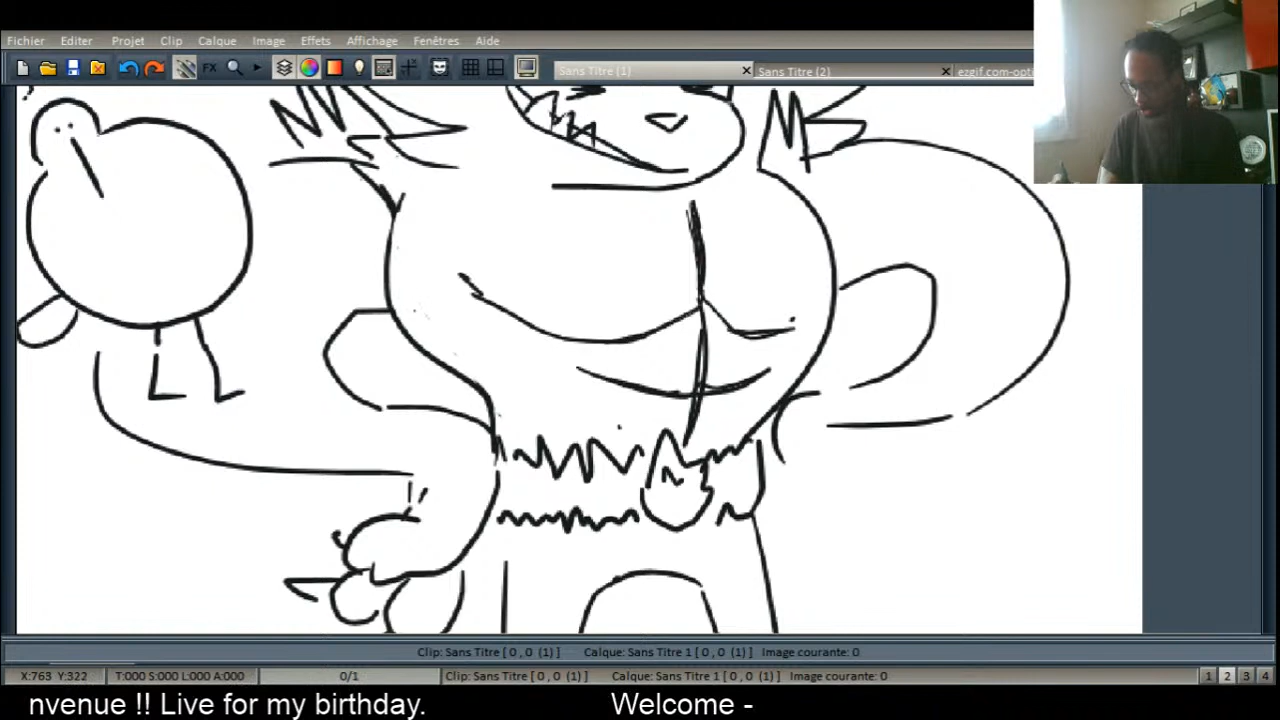 Fichier Editer Projet Clip Calque Image Effets Affichage Fenêtres Aide
FX Sans Titre (1) Sans Titre (2) ezgif.com-opti
Clip: Sans Titre [ 0 , 0 (1) ] Calque: Sans Titre 1 [ 0 , 0 (1) ] Image courante: 0
X:763 Y:322 T:000 S:000 L:000 A:000 0/1 Clip: Sans Titre [ 0 , 0 (1) ] Calque: Sans Titre 1 [ 0 , 0 (1) ] Image courante: 0 1 2 3 4
nvenue !! Live for my birthday. Welcome -